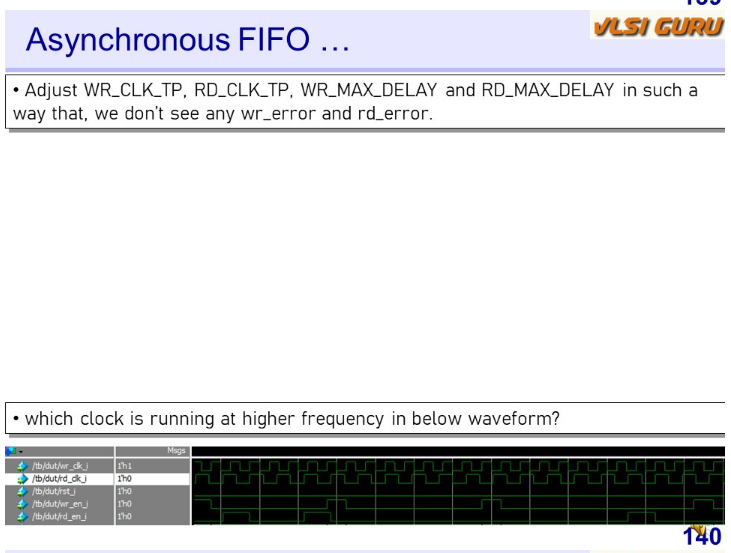 139
Asynchronous FIFO ...
VLSI GURU
• Adjust WR_CLK_TP, RD_CLK_TP, WR_MAX_DELAY and RD_MAX_DELAY in such a
way that, we don't see any wr_error and rd_error.
• which clock is running at higher frequency in below waveform?
Msgs
/tb/dut/wr_clk_i 1'h1
/tb/dut/rd_clk_i 1'h0
/tb/dut/rst_i 1'h0
/tb/dut/wr_en_i 1'h0
/tb/dut/rd_en_i 1'h0
140